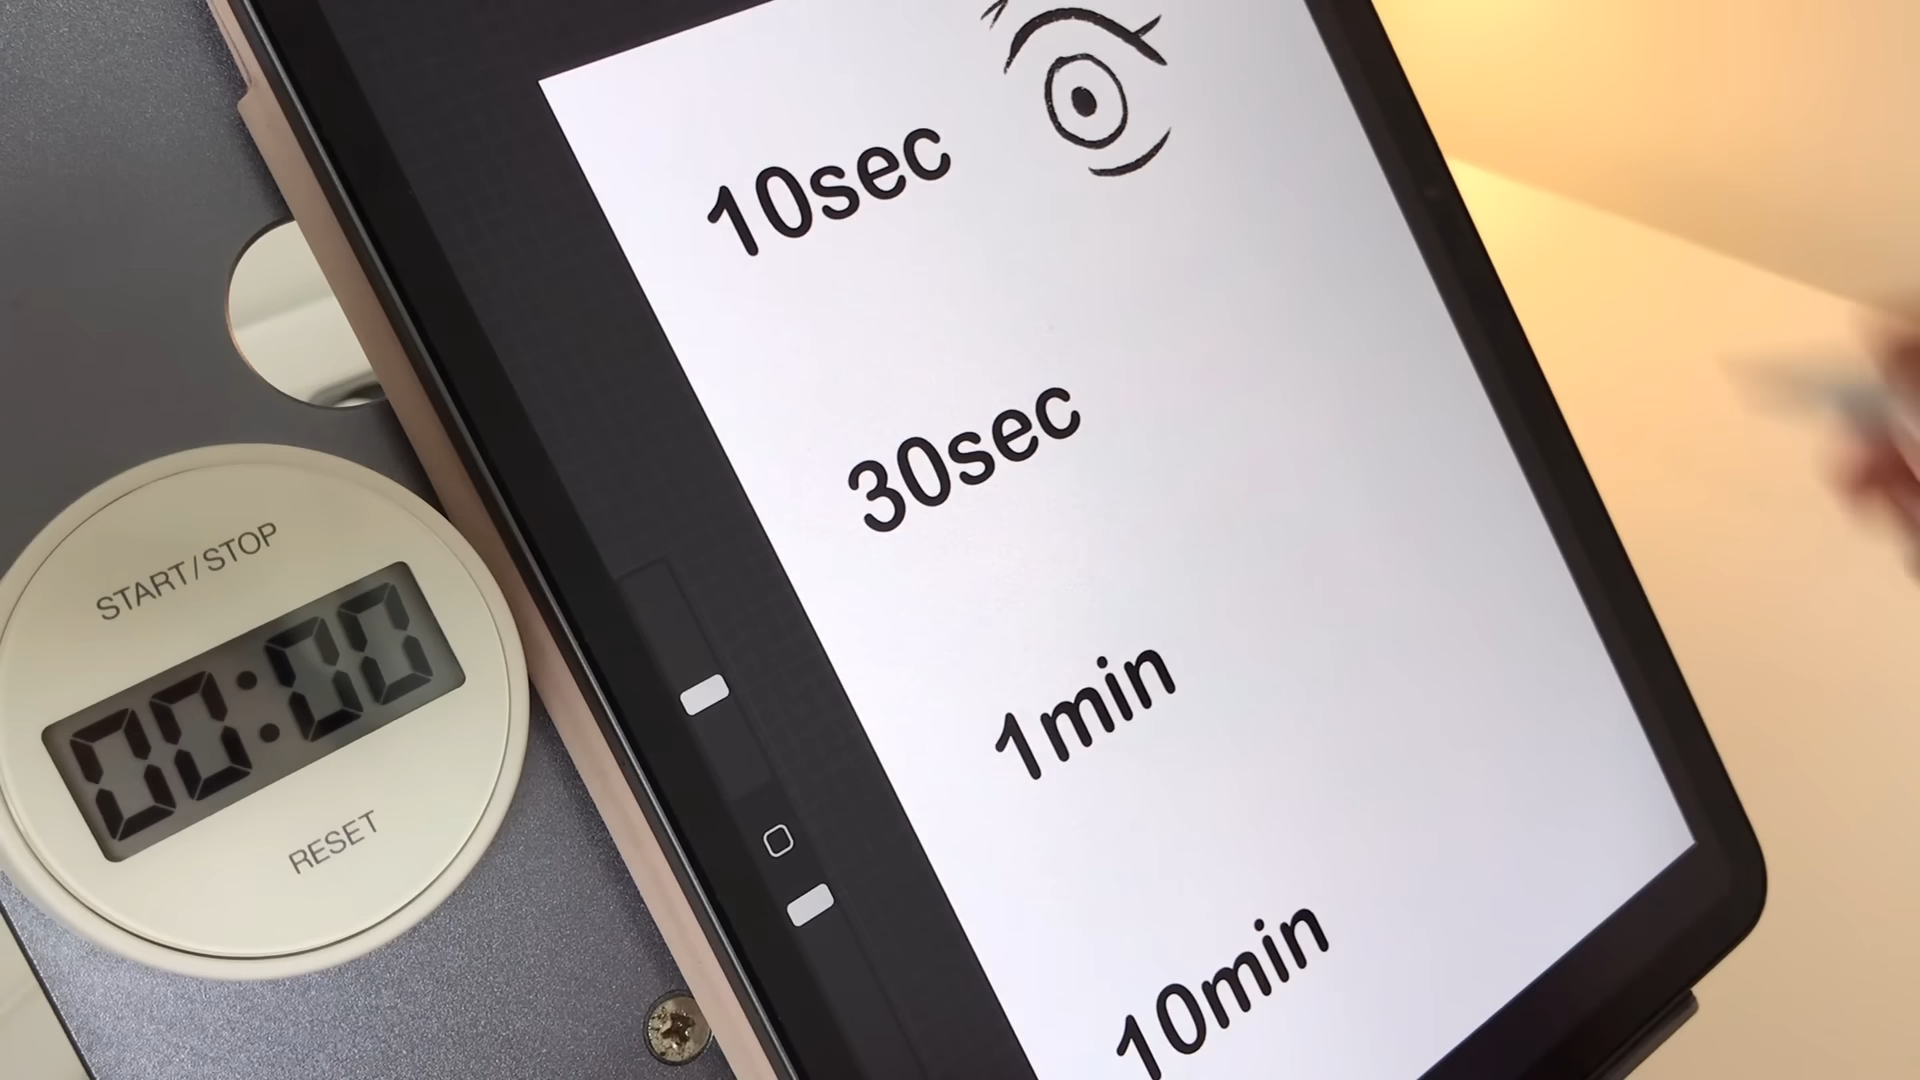 10sec
30sec
1min
10min
START/STOP
00:00
RESET